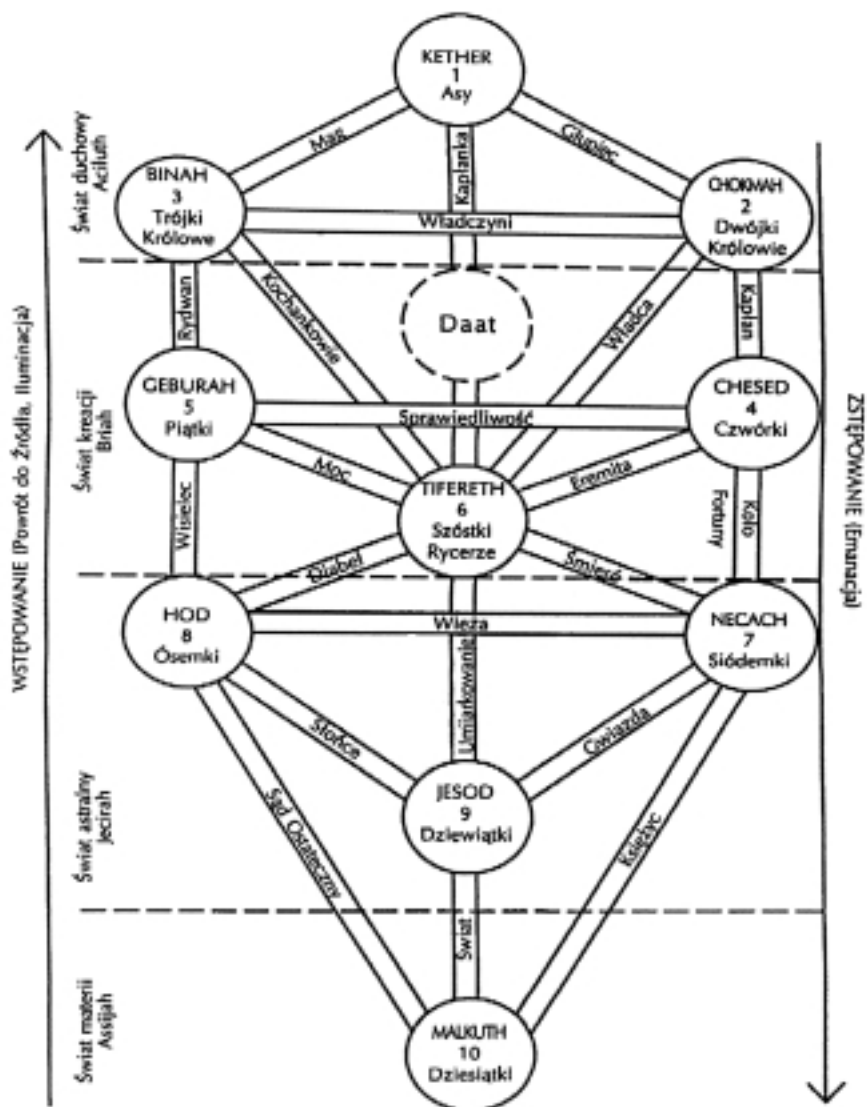 KETHER
1
Asy
Mag
Kapłanka
Głupiec
Świat duchowy
Aciluth
BINAH
3
Trójki
Królowe
CHOKMAH
2
Dwójki
Królowie
Władczyni
Rydwan
Kochankowie
Daat
Władca
Kapłan
WSTĘPOWANIE (Powrót do Źródła, Iluminacja)
ZSTĘPOWANIE (Emanacja)
Świat kreacji
Briah
GEBURAH
5
Piątki
CHESED
4
Czwórki
Sprawiedliwość
Moc
Eremita
Wisielec
TIFERETH
6
Szóstki
Rycerze
Koło
Fortuny
Diabeł
Śmierć
HOD
8
Ósemki
Wieża
NECACH
7
Siódemki
Umiarkowanie
Słońce
Gwiazda
Świat astralny
Jecirah
JESOD
9
Dziewiątki
Sąd Ostateczny
Księżyc
Świat
Świat materii
Assijah
MALKUTH
10
Dziesiątki